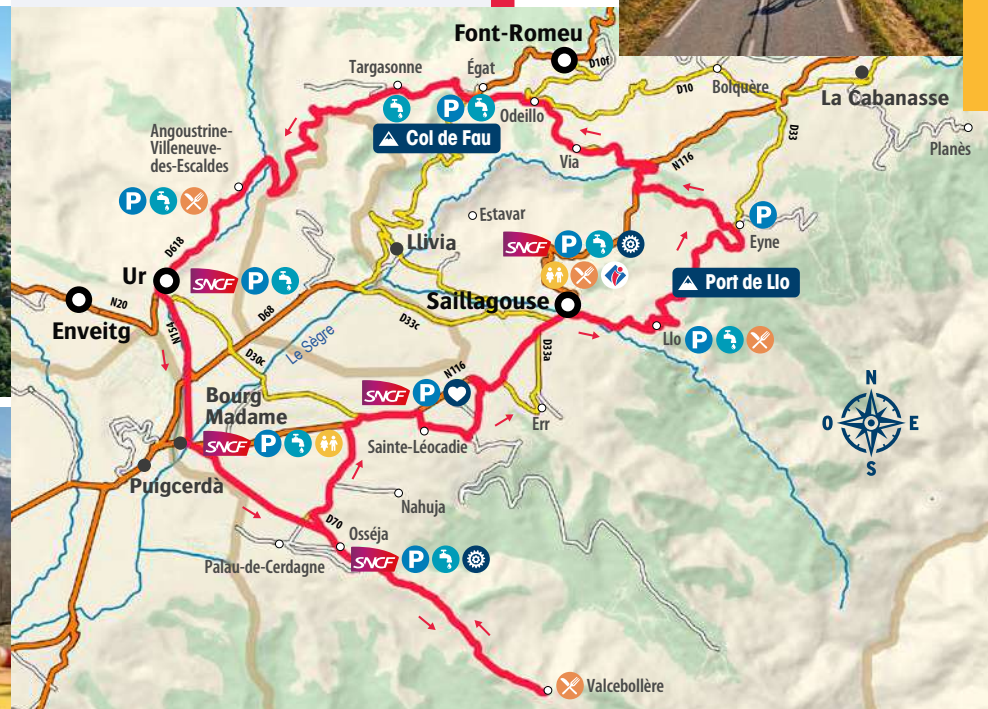 Font-Romeu
D10f
Targasonne
Égat
D10
Bolquère
La Cabanasse
P
Odeillo
Col de Fau
D33
Planès
Angoustrine-
Villeneuve-
des-Escaldes
Via
N116
P
Estavar
P
Eyne
D618
Llivia
SNCF P
Ur
SNCF P
Port de Llo
Saillagouse
N20
Enveitg
D68
N154
D33c
Llo P
Le Sègre
D33a
D30c
N116
SNCF P
N
O E
S
Bourg
Madame
Err
SNCF P
Sainte-Léocadie
Puigcerdà
Nahuja
D70
Osséja
Palau-de-Cerdagne
SNCF P
Valcebollère